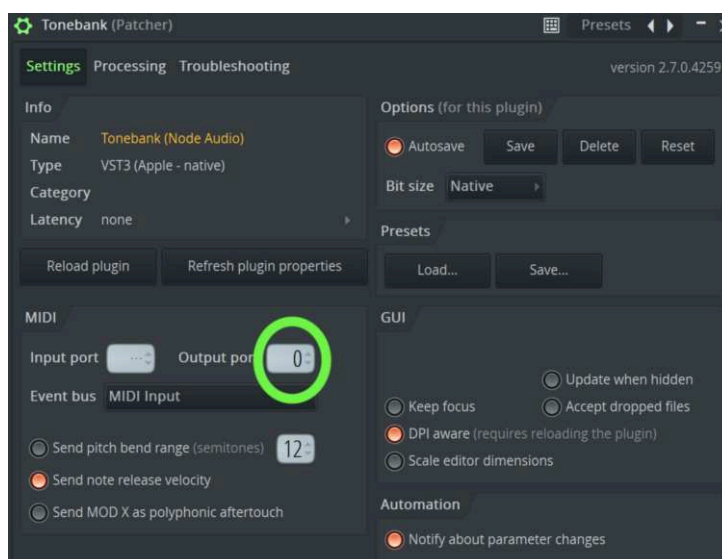 Tonebank (Patcher)
Presets
Settings Processing Troubleshooting
version 2.7.0.4259
Info
Name Tonebank (Node Audio)
Type VST3 (Apple - native)
Category
Latency none
Reload plugin Refresh plugin properties
Options (for this plugin)
Autosave Save Delete Reset
Bit size Native
Presets
Load... Save...
MIDI
Input port ... Output por 0
Event bus MIDI Input
Send pitch bend range (semitones) 12
Send note release velocity
Send MOD X as polyphonic aftertouch
GUI
Update when hidden
Keep focus Accept dropped files
DPI aware (requires reloading the plugin)
Scale editor dimensions
Automation
Notify about parameter changes